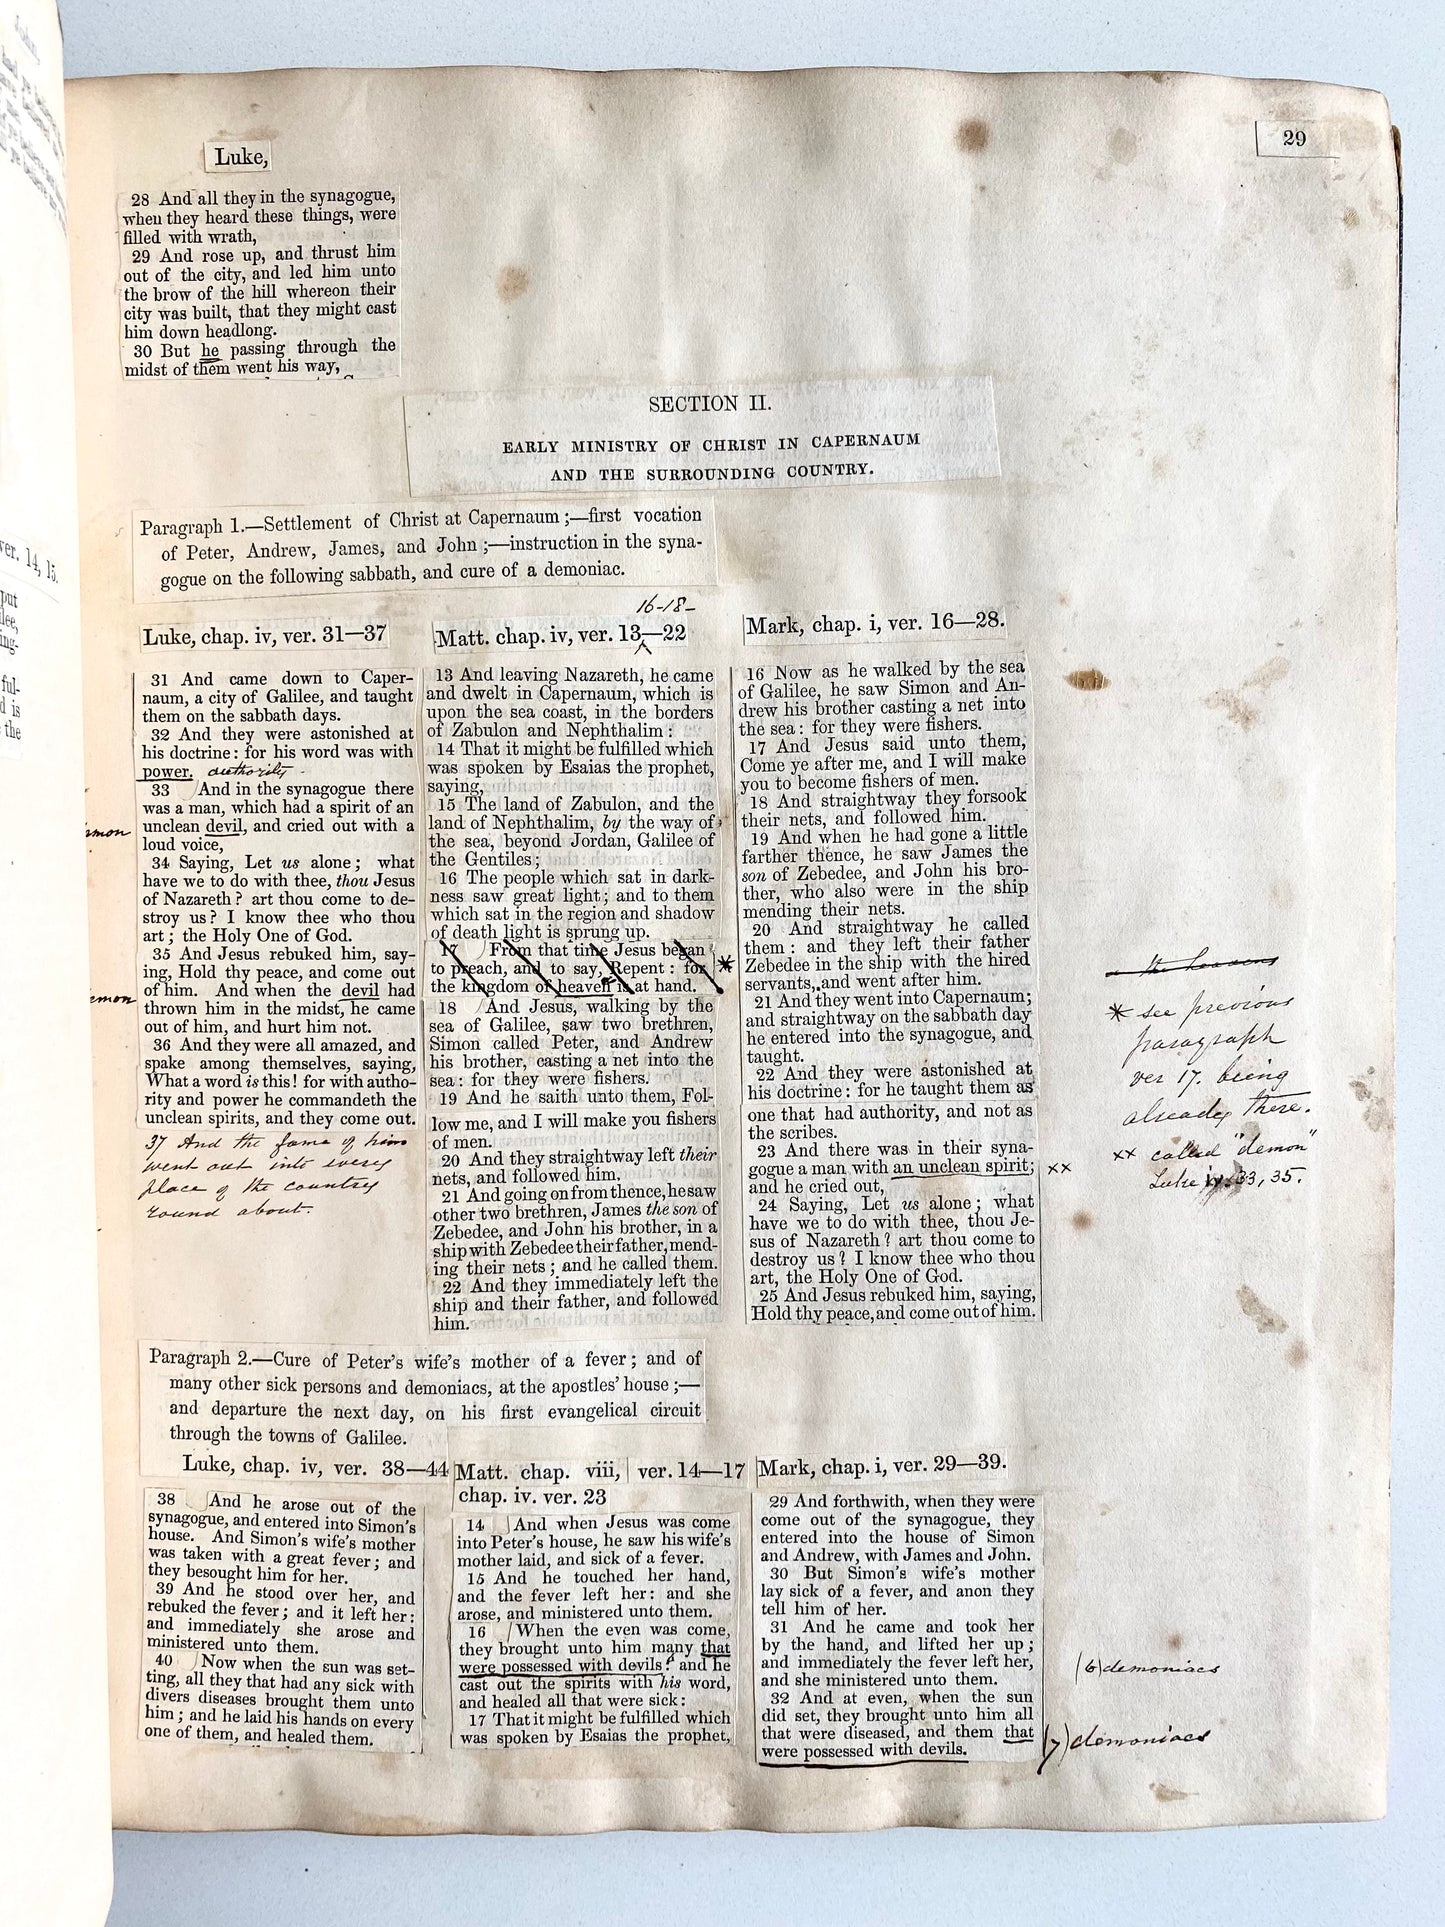 29
Luke,
28 And all they in the synagogue,
when they heard these things, were
filled with wrath,
29 And rose up, and thrust him
out of the city, and led him unto
the brow of the hill whereon their
city was built, that they might cast
him down headlong.
30 But he passing through the
midst of them went his way,
SECTION II.
EARLY MINISTRY OF CHRIST IN CAPERNAUM
AND THE SURROUNDING COUNTRY.
Paragraph 1.—Settlement of Christ at Capernaum ;—first vocation
of Peter, Andrew, James, and John ;—instruction in the syna-
gogue on the following sabbath, and cure of a demoniac.
Luke, chap. iv, ver. 31—37
31 And came down to Caper-
naum, a city of Galilee, and taught
them on the sabbath days.
32 And they were astonished at
his doctrine: for his word was with
power. authority.
33 And in the synagogue there
was a man, which had a spirit of an
unclean devil, and cried out with a
loud voice,
34 Saying, Let us alone; what
have we to do with thee, thou Jesus
of Nazareth? art thou come to de-
stroy us? I know thee who thou
art; the Holy One of God.
35 And Jesus rebuked him, say-
ing, Hold thy peace, and come out
of him. And when the devil had
thrown him in the midst, he came
out of him, and hurt him not.
36 And they were all amazed, and
spake among themselves, saying,
What a word is this! for with autho-
rity and power he commandeth the
unclean spirits, and they come out.
37 And the fame of him
went out into every
place of the country
round about.
16-18-
Matt. chap. iv, ver. 13—22
13 And leaving Nazareth, he came
and dwelt in Capernaum, which is
upon the sea coast, in the borders
of Zabulon and Nephthalim:
14 That it might be fulfilled which
was spoken by Esaias the prophet,
saying,
15 The land of Zabulon, and the
land of Nephthalim, by the way of
the sea, beyond Jordan, Galilee of
the Gentiles;
16 The people which sat in dark-
ness saw great light; and to them
which sat in the region and shadow
of death light is sprung up.
17 From that time Jesus began
to preach, and to say, Repent: for
the kingdom of heaven is at hand.
18 And Jesus, walking by the
sea of Galilee, saw two brethren,
Simon called Peter, and Andrew
his brother, casting a net into the
sea: for they were fishers.
19 And he saith unto them, Fol-
low me, and I will make you fishers
of men.
20 And they straightway left their
nets, and followed him.
21 And going on from thence, he saw
other two brethren, James the son of
Zebedee, and John his brother, in a
ship with Zebedee their father, mend-
ing their nets; and he called them.
22 And they immediately left the
ship and their father, and followed
him.
Mark, chap. i, ver. 16—28.
16 Now as he walked by the sea
of Galilee, he saw Simon and An-
drew his brother casting a net into
the sea: for they were fishers.
17 And Jesus said unto them,
Come ye after me, and I will make
you to become fishers of men.
18 And straightway they forsook
their nets, and followed him.
19 And when he had gone a little
farther thence, he saw James the
son of Zebedee, and John his bro-
ther, who also were in the ship
mending their nets.
20 And straightway he called
them: and they left their father
Zebedee in the ship with the hired
servants, and went after him.
21 And they went into Capernaum;
and straightway on the sabbath day
he entered into the synagogue, and
taught.
22 And they were astonished at
his doctrine: for he taught them as
one that had authority, and not as
the scribes.
23 And there was in their syna-
gogue a man with an unclean spirit; xx
and he cried out,
24 Saying, Let us alone; what
have we to do with thee, thou Je-
sus of Nazareth? art thou come to
destroy us? I know thee who thou
art, the Holy One of God.
25 And Jesus rebuked him, saying,
Hold thy peace, and come out of him.
* see previous
paragraph
ver 17. being
already there.
xx called "demon"
Luke iv. 33, 35.
Paragraph 2.—Cure of Peter's wife's mother of a fever; and of
many other sick persons and demoniacs, at the apostles' house;—
and departure the next day, on his first evangelical circuit
through the towns of Galilee.
Luke, chap. iv, ver. 38—44
38 And he arose out of the
synagogue, and entered into Simon's
house. And Simon's wife's mother
was taken with a great fever; and
they besought him for her.
39 And he stood over her, and
rebuked the fever; and it left her:
and immediately she arose and
ministered unto them.
40 Now when the sun was set-
ting, all they that had any sick with
divers diseases brought them unto
him; and he laid his hands on every
one of them, and healed them.
Matt. chap. viii, ver. 14—17
chap. iv. ver. 23
14 And when Jesus was come
into Peter's house, he saw his wife's
mother laid, and sick of a fever.
15 And he touched her hand,
and the fever left her: and she
arose, and ministered unto them.
16 When the even was come,
they brought unto him many that
were possessed with devils: and he
cast out the spirits with his word,
and healed all that were sick:
17 That it might be fulfilled which
was spoken by Esaias the prophet,
Mark, chap. i, ver. 29—39.
29 And forthwith, when they were
come out of the synagogue, they
entered into the house of Simon
and Andrew, with James and John.
30 But Simon's wife's mother
lay sick of a fever, and anon they
tell him of her.
31 And he came and took her
by the hand, and lifted her up;
and immediately the fever left her,
and she ministered unto them.
32 And at even, when the sun
did set, they brought unto him all
that were diseased, and them that
were possessed with devils.
(6) demoniacs
(7) demoniacs